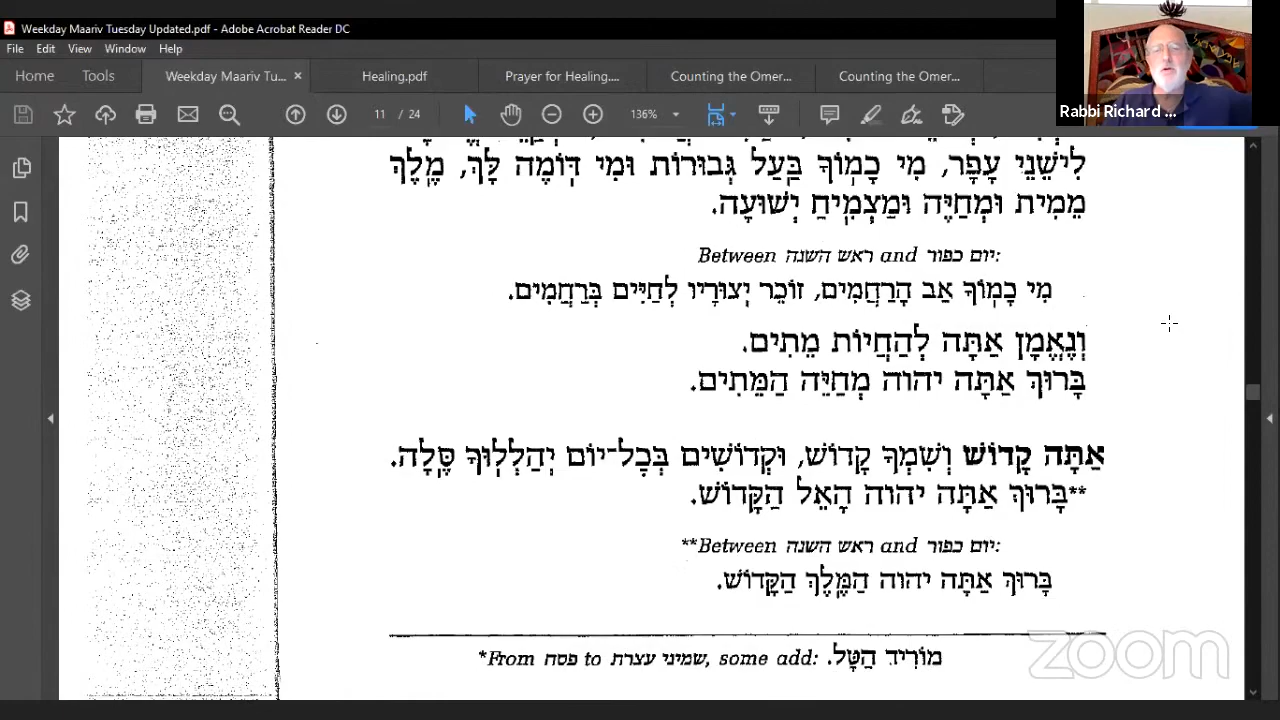 Weekday Maariv Tuesday Updated.pdf - Adobe Acrobat Reader DC
File Edit View Window Help
Home Tools Weekday Maariv Tu... × Healing.pdf Prayer for Healing.... Counting the Omer... Counting the Omer...
11 / 24 136%
Rabbi Richard ...
לִישֵׁנֵי עָפָר, מִי כָמוֹךָ בַּעַל גְּבוּרוֹת וּמִי דּוֹמֶה לָּךְ, מֶלֶךְ
מֵמִית וּמְחַיֶּה וּמַצְמִיחַ יְשׁוּעָה.
Between ראש השנה and יום כפור:
מִי כָמוֹךָ אַב הָרַחֲמִים, זוֹכֵר יְצוּרָיו לְחַיִּים בְּרַחֲמִים.
וְנֶאֱמָן אַתָּה לְהַחֲיוֹת מֵתִים.
בָּרוּךְ אַתָּה יהוה מְחַיֵּה הַמֵּתִים.
אַתָּה קָדוֹשׁ וְשִׁמְךָ קָדוֹשׁ, וּקְדוֹשִׁים בְּכָל־יוֹם יְהַלְלוּךָ סֶּלָה.
**בָּרוּךְ אַתָּה יהוה הָאֵל הַקָּדוֹשׁ.
**Between ראש השנה and יום כפור:
בָּרוּךְ אַתָּה יהוה הַמֶּלֶךְ הַקָּדוֹשׁ.
*From פסח to שמיני עצרת, some add: מוֹרִיד הַטָּל.
zoom